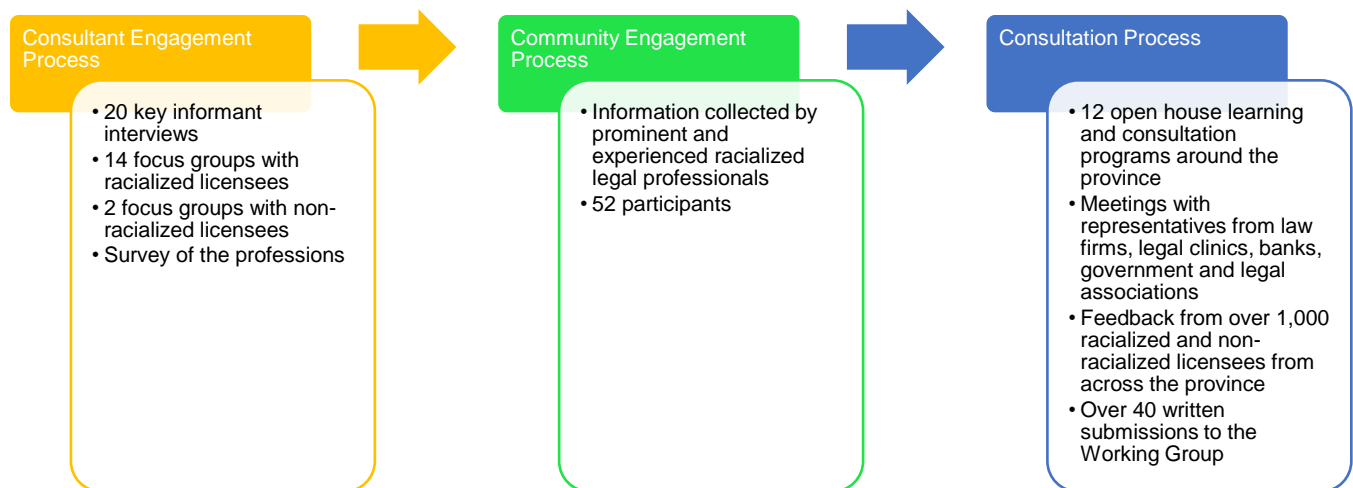 Consultant Engagement
Process
• 20 key informant
interviews
• 14 focus groups with
racialized licensees
• 2 focus groups with non-
racialized licensees
• Survey of the professions
Community Engagement
Process
• Information collected by
prominent and
experienced racialized
legal professionals
• 52 participants
Consultation Process
• 12 open house learning
and consultation
programs around the
province
• Meetings with
representatives from law
firms, legal clinics, banks,
government and legal
associations
• Feedback from over 1,000
racialized and non-
racialized licensees from
across the province
• Over 40 written
submissions to the
Working Group